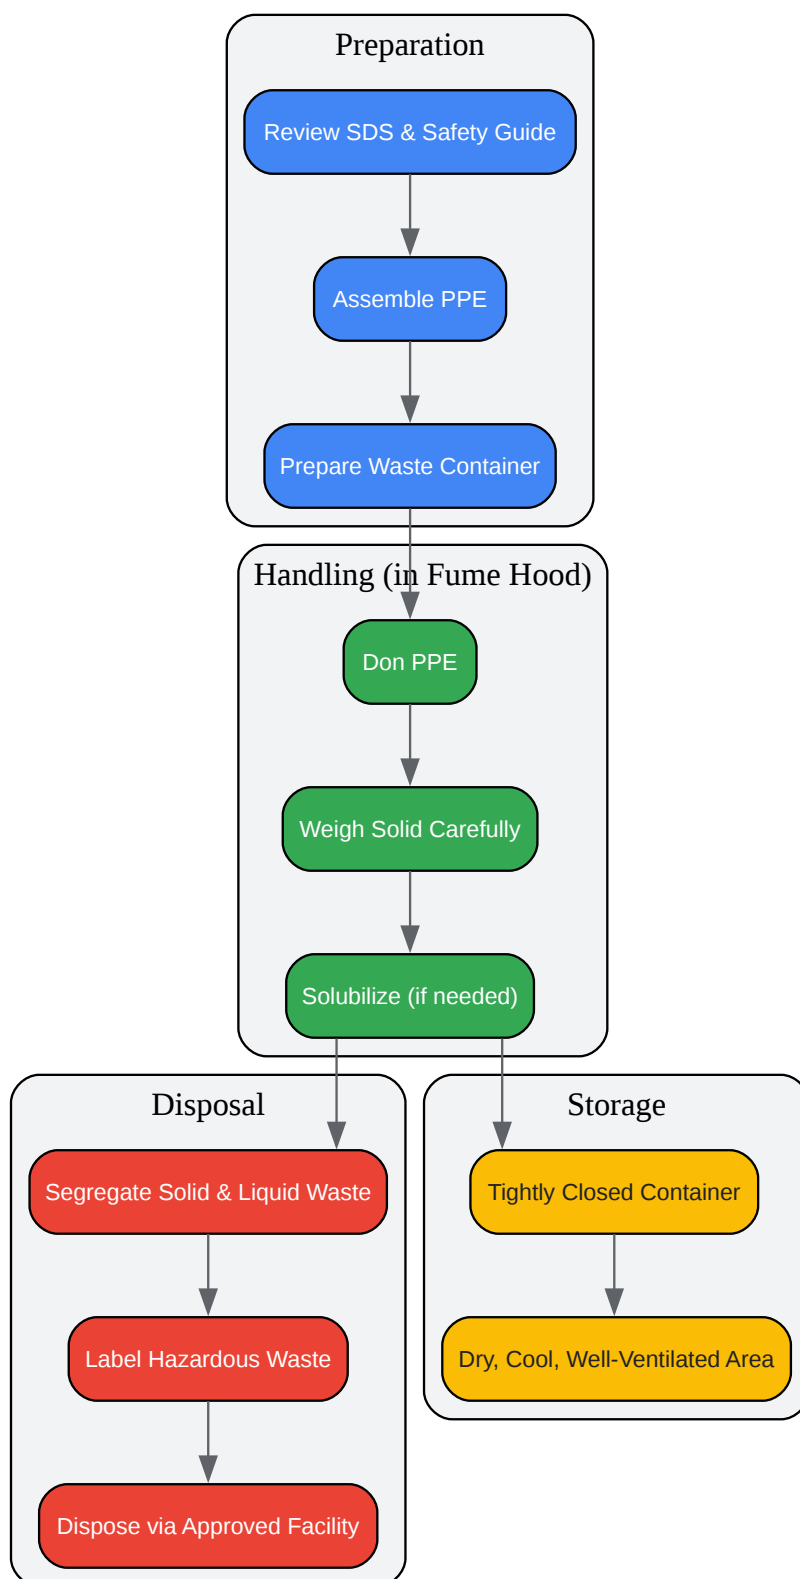 Preparation
Review SDS & Safety Guide
Assemble PPE
Prepare Waste Container
Handling (in Fume Hood)
Don PPE
Weigh Solid Carefully
Solubilize (if needed)
Disposal
Segregate Solid & Liquid Waste
Label Hazardous Waste
Dispose via Approved Facility
Storage
Tightly Closed Container
Dry, Cool, Well-Ventilated Area